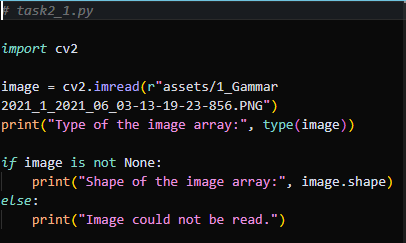 # task2_1.py
import cv2
image = cv2.imread(r"assets/1_Gammar
2021_1_2021_06_03-13-19-23-856.PNG")
print("Type of the image array:", type(image))
if image is not None:
    print("Shape of the image array:", image.shape)
else:
    print("Image could not be read.")